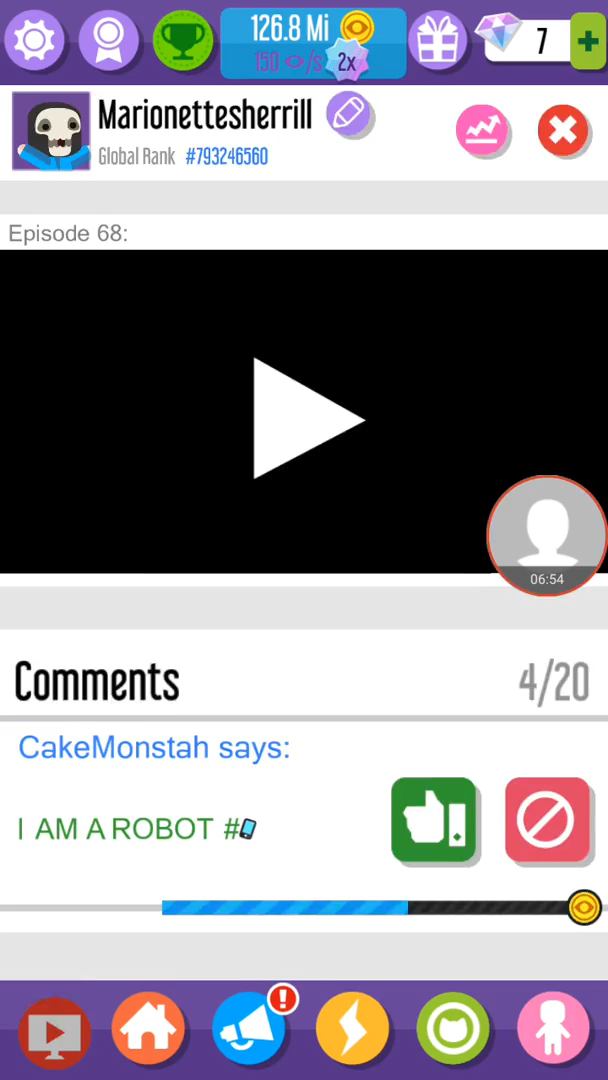 126.8 Mi
150 /s 2x
7
Marionettesherrill
Global Rank #793246560
Episode 68:
06:54
Comments 4/20
CakeMonstah says:
I AM A ROBOT #